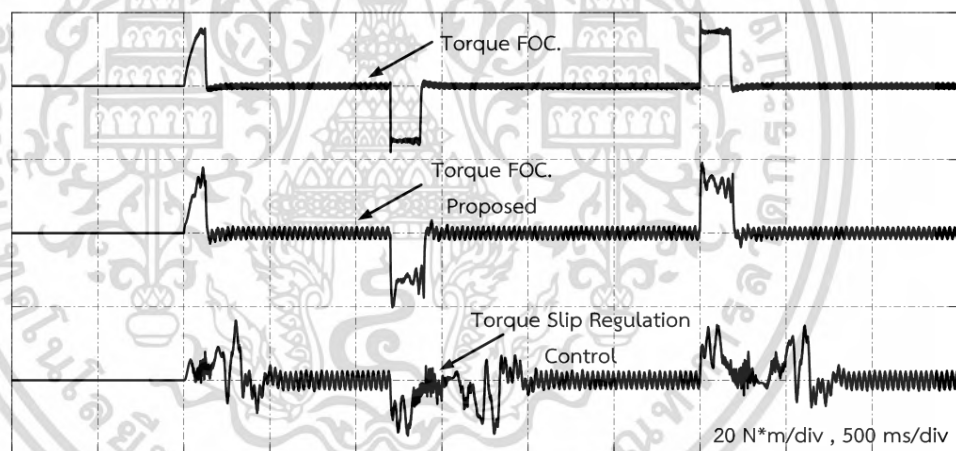 Torque FOC.
Torque FOC.
Proposed
Torque Slip Regulation
Control
20 N*m/div , 500 ms/div